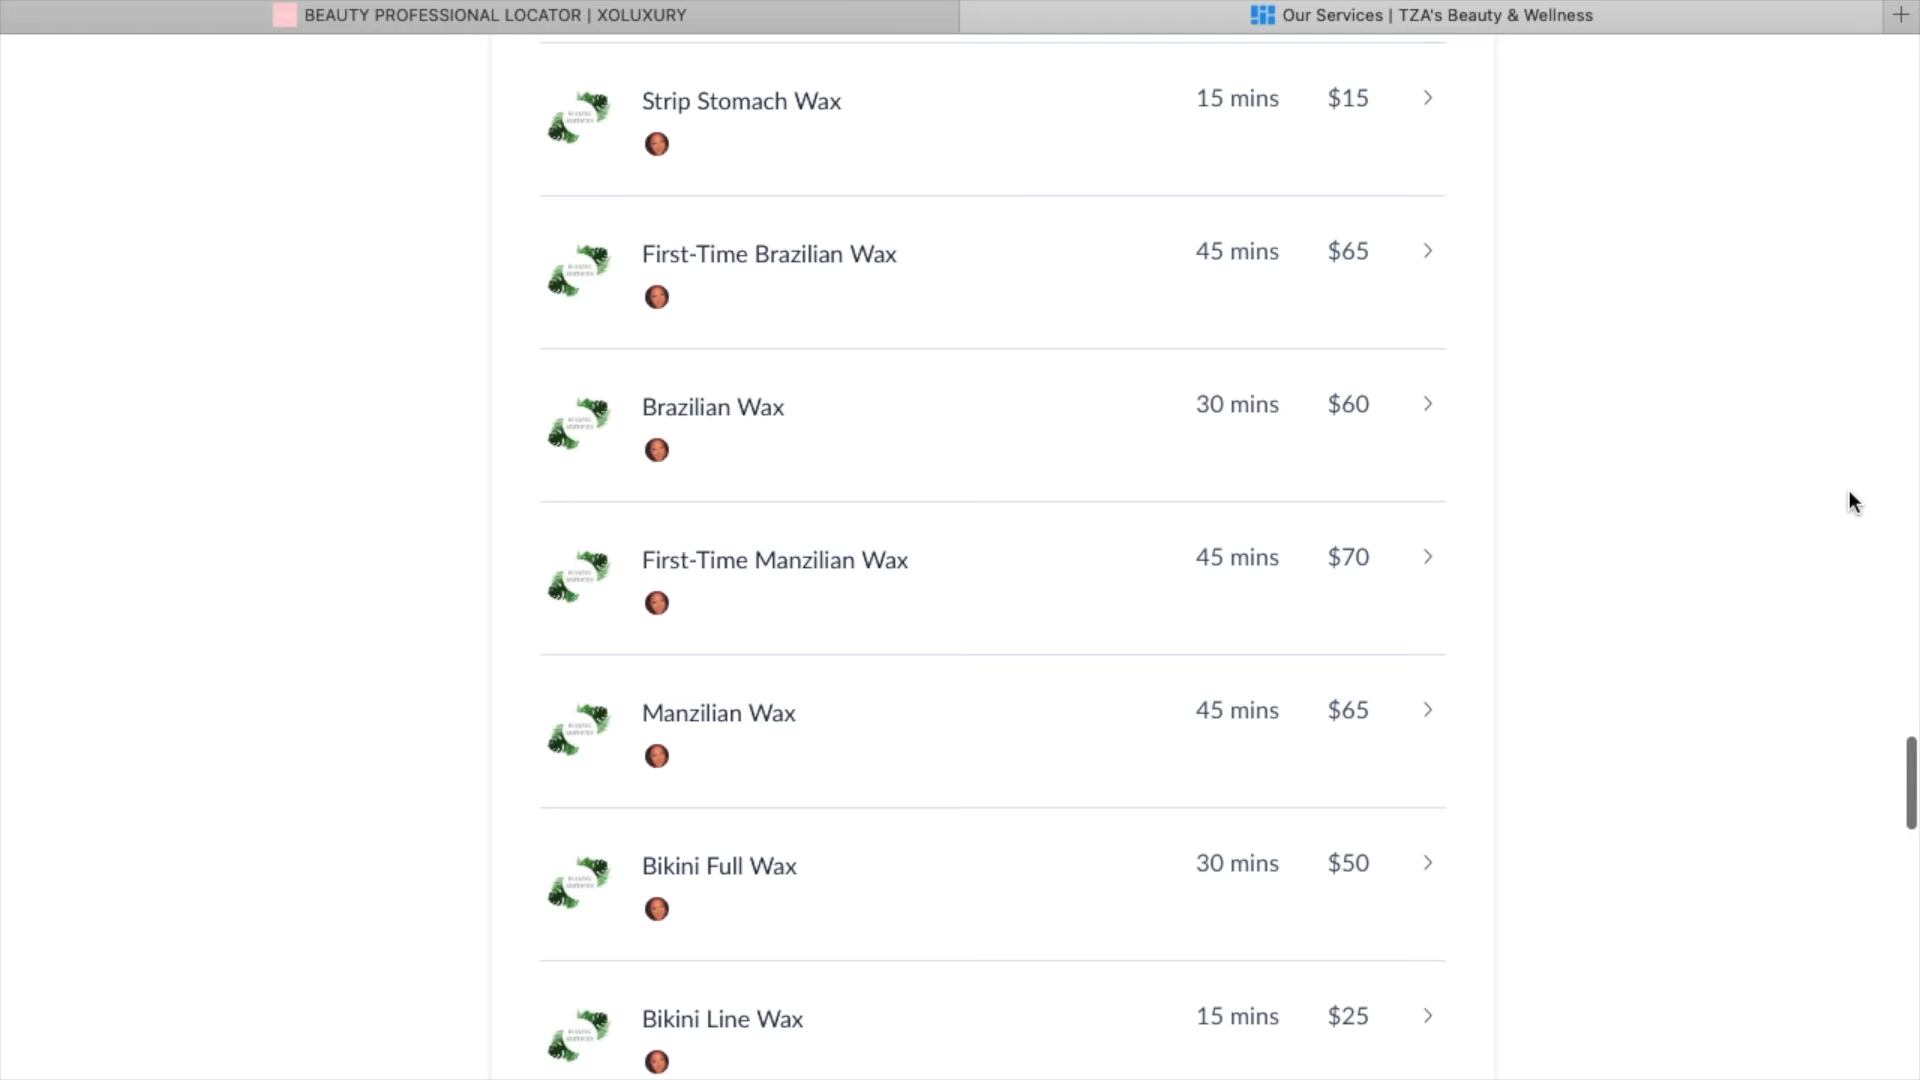 BEAUTY PROFESSIONAL LOCATOR | XOLUXURY
Our Services | TZA's Beauty & Wellness
Strip Stomach Wax 15 mins $15
First-Time Brazilian Wax 45 mins $65
Brazilian Wax 30 mins $60
First-Time Manzilian Wax 45 mins $70
Manzilian Wax 45 mins $65
Bikini Full Wax 30 mins $50
Bikini Line Wax 15 mins $25